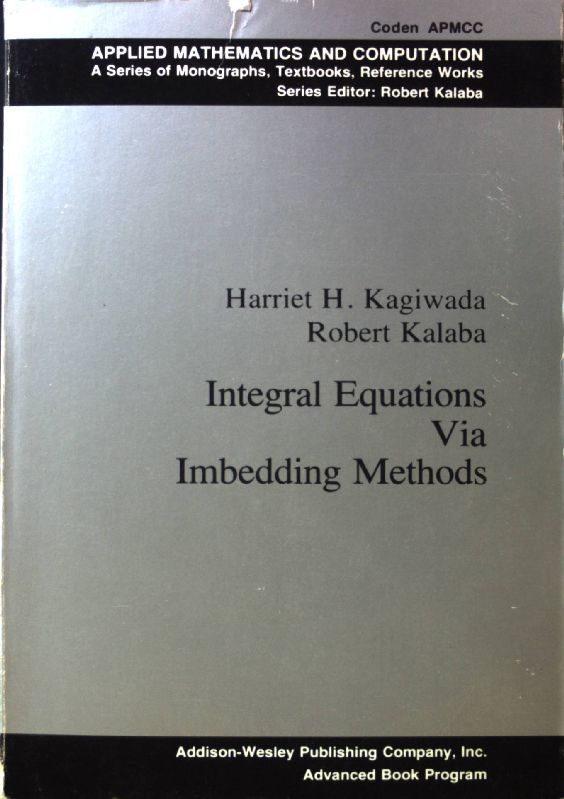 Coden APMCC
APPLIED MATHEMATICS AND COMPUTATION
A Series of Monographs, Textbooks, Reference Works
Series Editor: Robert Kalaba
Harriet H. Kagiwada
Robert Kalaba
Integral Equations
Via
Imbedding Methods
Addison-Wesley Publishing Company, Inc.
Advanced Book Program